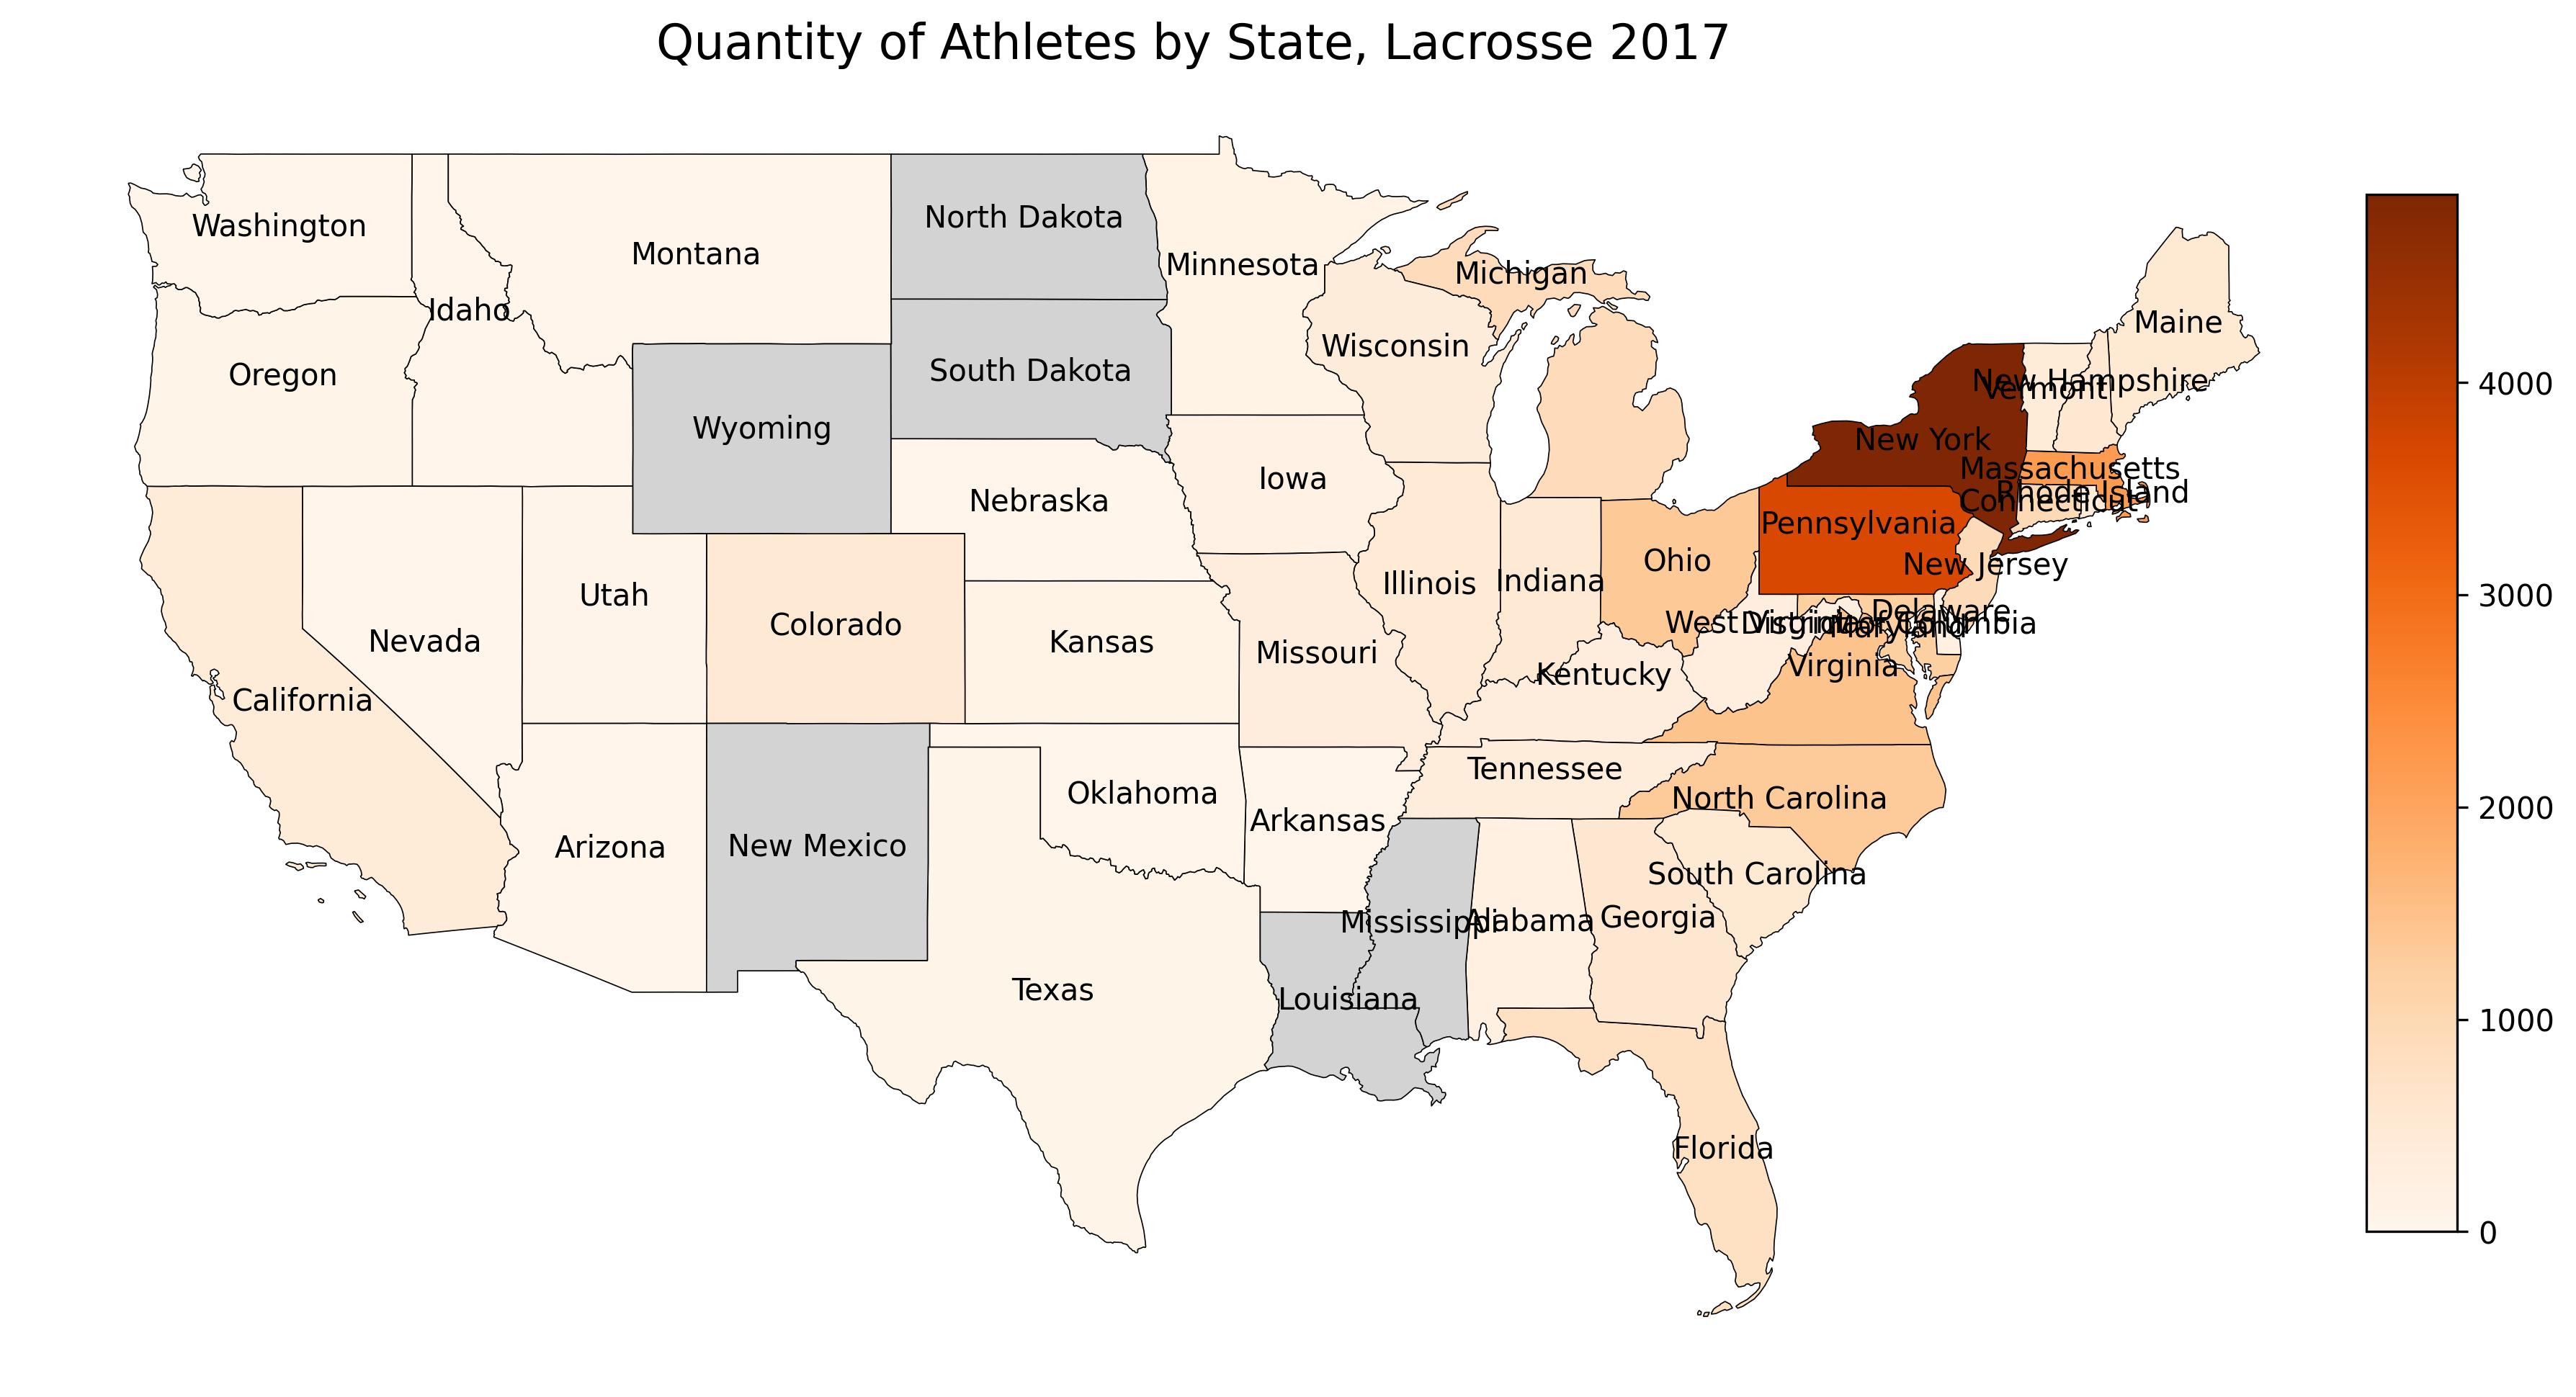 Quantity of Athletes by State, Lacrosse 2017
Washington
Montana
North Dakota
Minnesota
Michigan
Maine
Idaho
Oregon
South Dakota
Wisconsin
New Hampshire
Vermont
Wyoming
New York
Massachusetts
Rhode Island
Connecticut
Iowa
Nebraska
Pennsylvania
New Jersey
Ohio
Indiana
Illinois
Utah
Colorado
Nevada
Kansas
Missouri
Delaware
West Virginia
District of Columbia
Maryland
Virginia
Kentucky
California
Tennessee
North Carolina
Oklahoma
Arkansas
Arizona
New Mexico
South Carolina
Mississippi
Alabama
Georgia
Texas
Louisiana
Florida
4000
3000
2000
1000
0